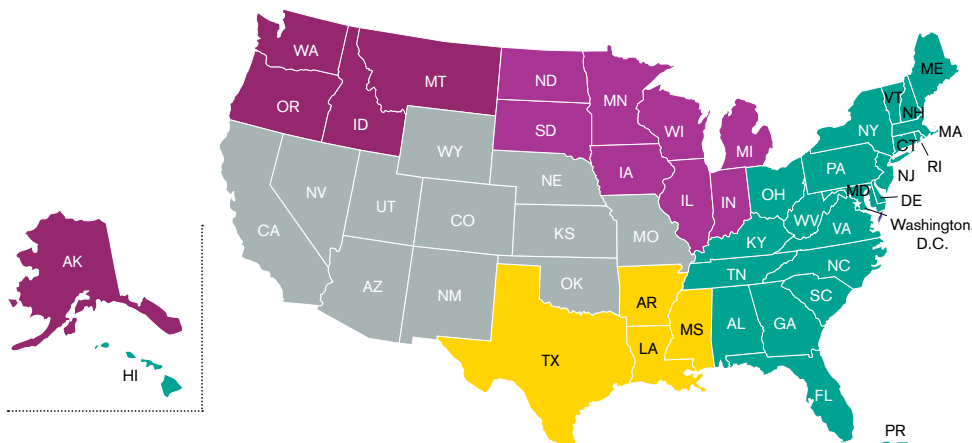 WA
MT
ND
MN
ME
VT
NH
OR
ID
SD
WI
MI
NY
MA
CT
RI
WY
IA
PA
NJ
NE
IL
IN
OH
MD
DE
NV
UT
CO
CA
KS
MO
KY
WV
VA
Washington
D.C.
AZ
NM
OK
AR
TN
NC
SC
MS
AL
GA
TX
LA
FL
PR
AK
HI